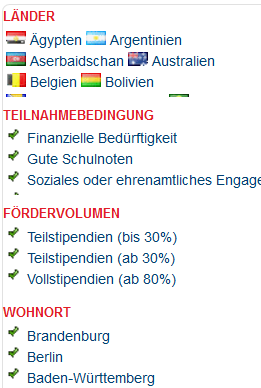 LÄNDER
Ägypten Argentinien
Aserbaidschan Australien
Belgien Bolivien
TEILNAHMEBEDINGUNG
Finanzielle Bedürftigkeit
Gute Schulnoten
Soziales oder ehrenamtliches Engage
FÖRDERVOLUMEN
Teilstipendien (bis 30%)
Teilstipendien (ab 30%)
Vollstipendien (ab 80%)
WOHNORT
Brandenburg
Berlin
Baden-Württemberg